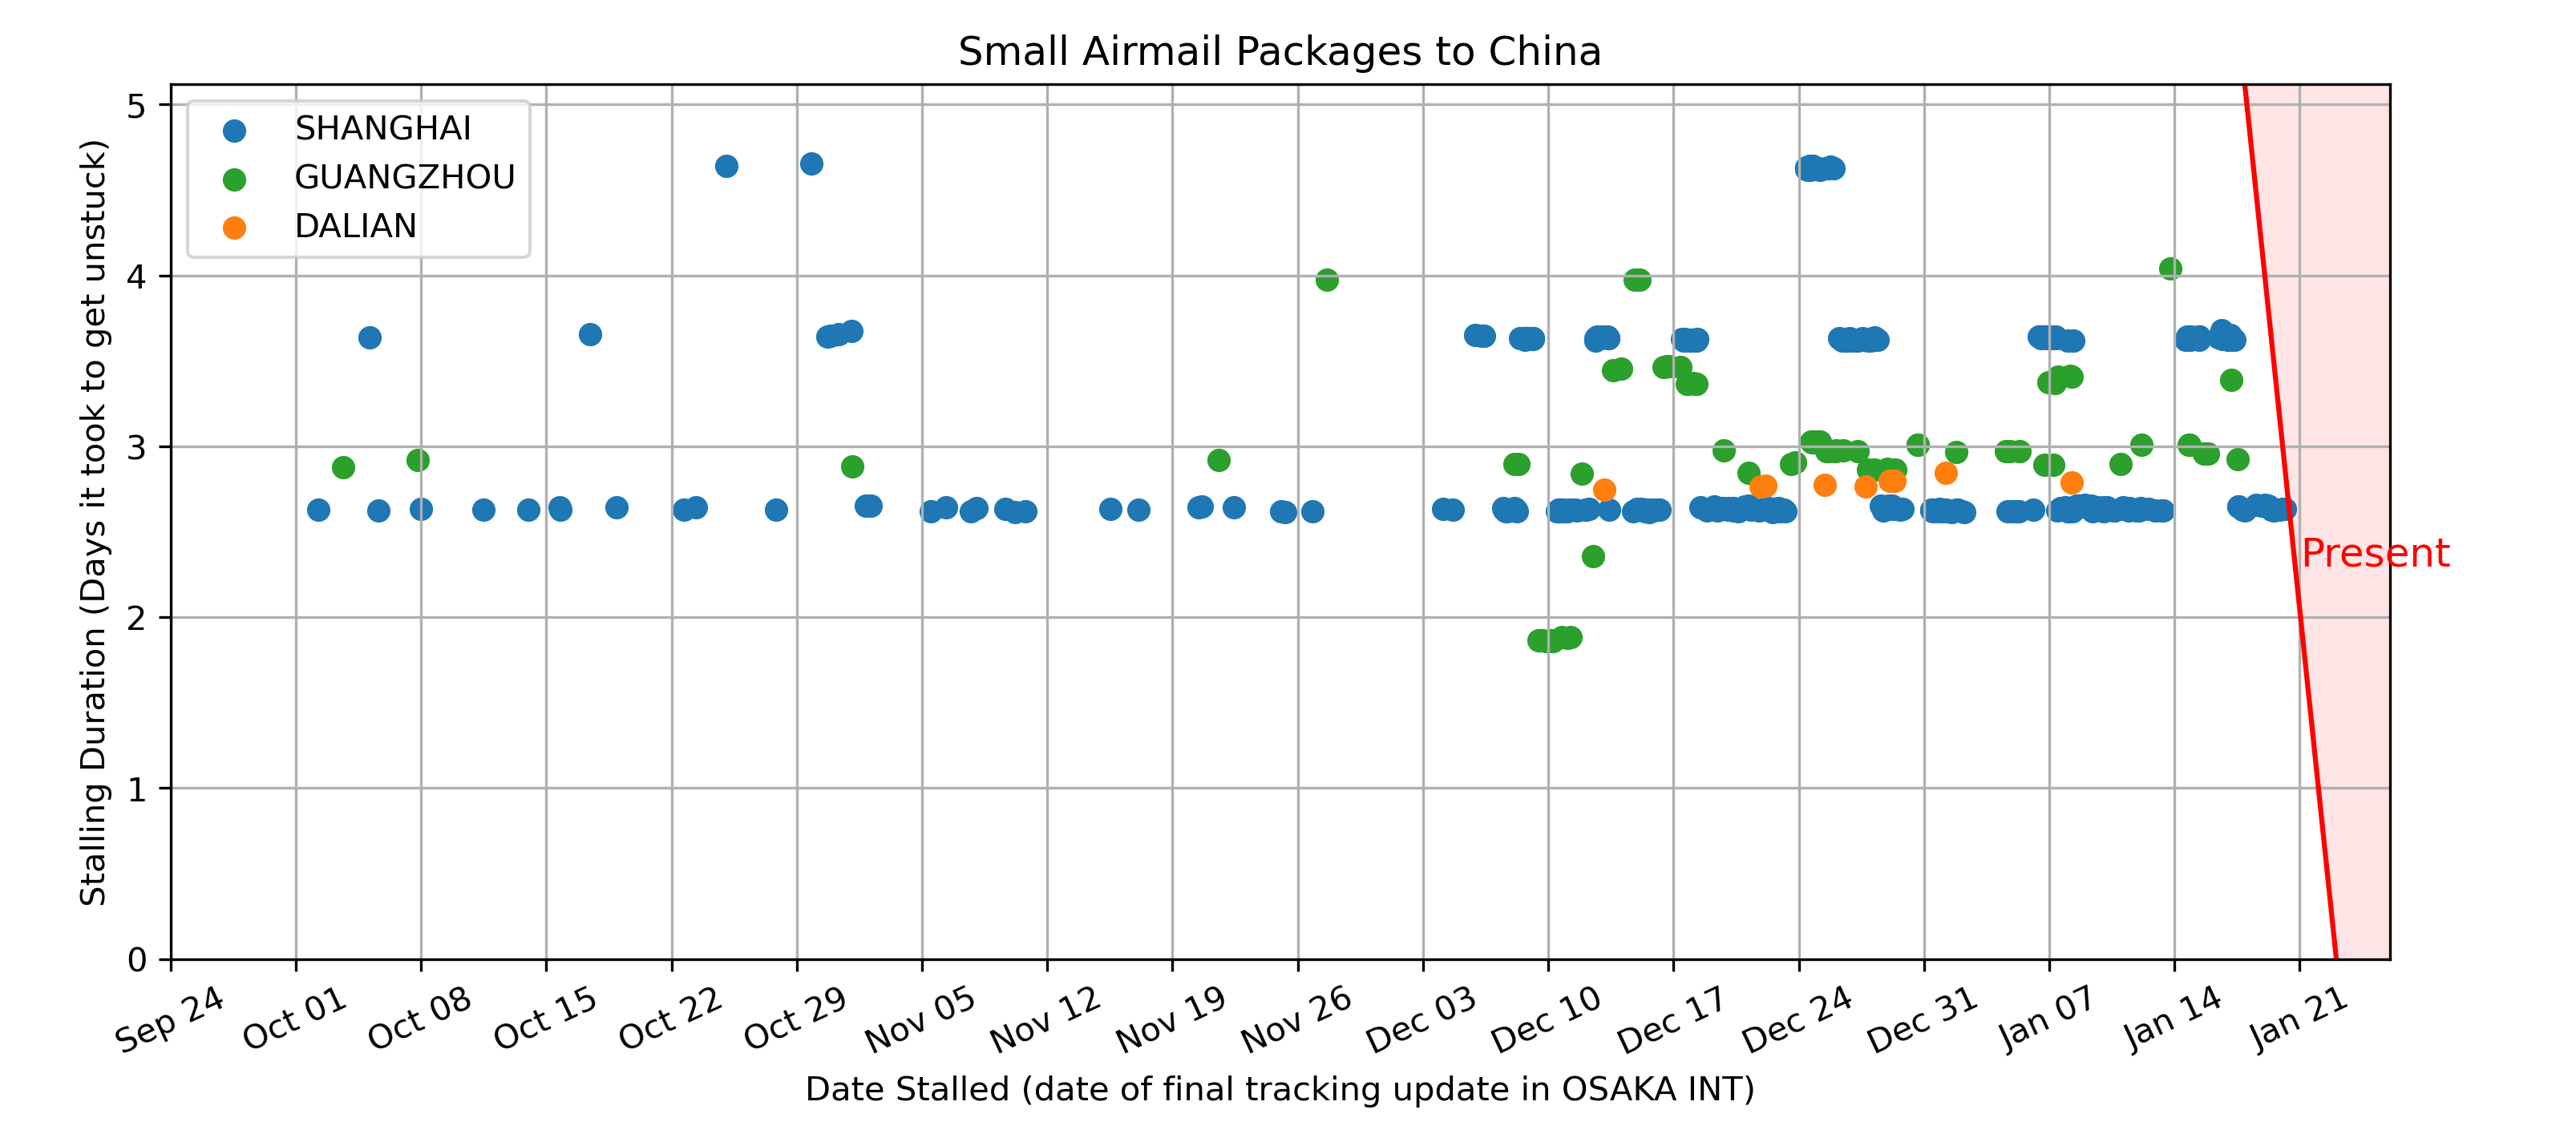 Small Airmail Packages to China
SHANGHAI
GUANGZHOU
DALIAN
Stalling Duration (Days it took to get unstuck)
5
4
3
2
1
0
Present
Sep 24
Oct 01
Oct 08
Oct 15
Oct 22
Oct 29
Nov 05
Nov 12
Nov 19
Nov 26
Dec 03
Dec 10
Dec 17
Dec 24
Dec 31
Jan 07
Jan 14
Jan 21
Date Stalled (date of final tracking update in OSAKA INT)